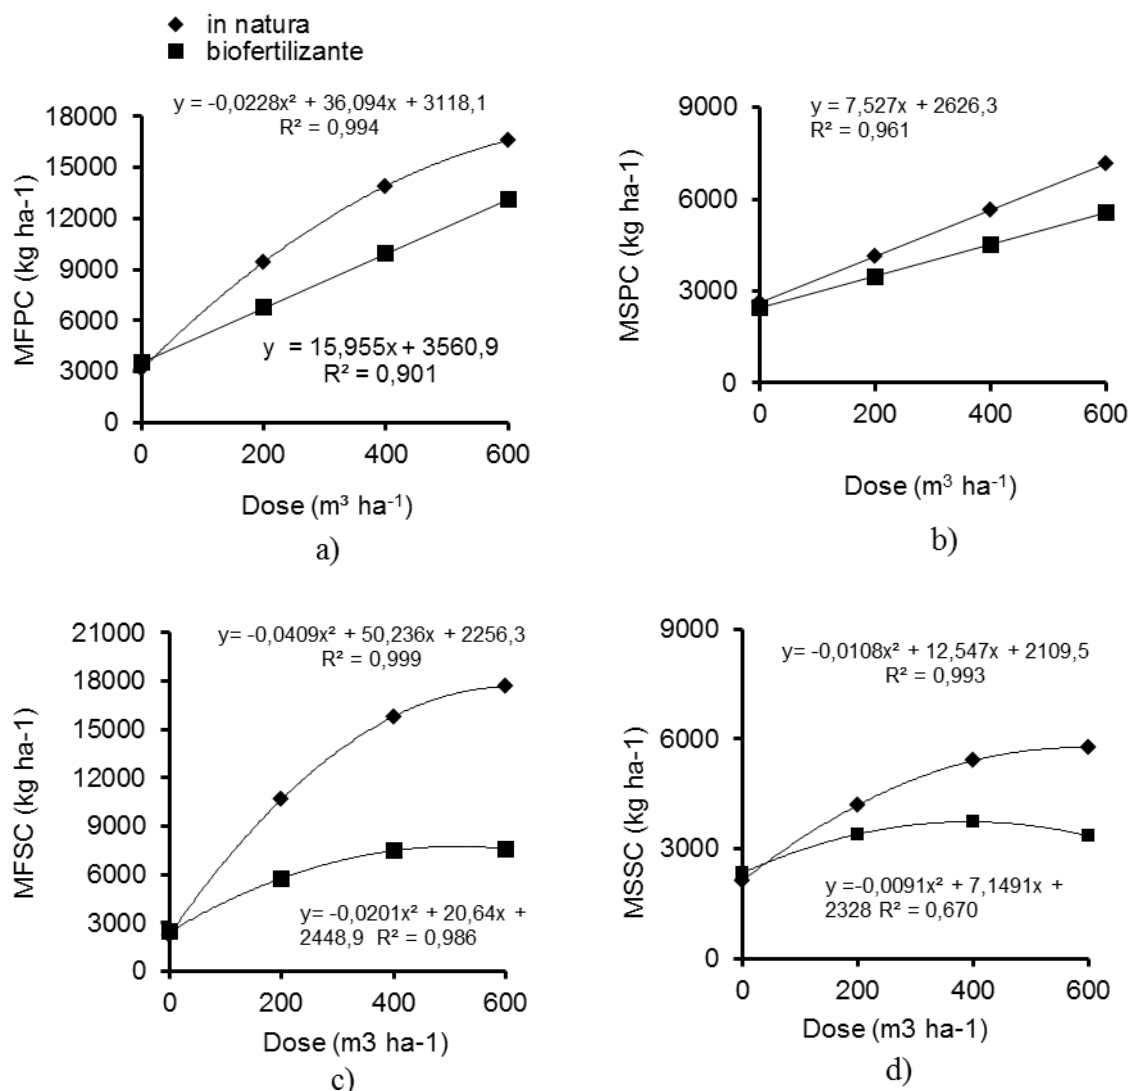 in natura
biofertilizante
y = -0,0228x² + 36,094x + 3118,1
R² = 0,994
18000
15000
12000
9000
6000
3000
0
MFPC (kg ha-1)
y = 15,955x + 3560,9
R² = 0,901
0 200 400 600
Dose (m³ ha⁻¹)
a)
y = 7,527x + 2626,3
R² = 0,961
9000
6000
3000
0
MSPC (kg ha-1)
0 200 400 600
Dose (m³ ha⁻¹)
b)
y= -0,0409x² + 50,236x + 2256,3
R² = 0,999
21000
18000
15000
12000
9000
6000
3000
0
MFSC (kg ha-1)
y= -0,0201x² + 20,64x +
2448,9 R² = 0,986
0 200 400 600
Dose (m3 ha-1)
c)
y= -0,0108x² + 12,547x + 2109,5
R² = 0,993
9000
6000
3000
0
MSSC (kg ha-1)
y =-0,0091x² + 7,1491x +
2328 R² = 0,670
0 200 400 600
Dose (m3 ha-1)
d)